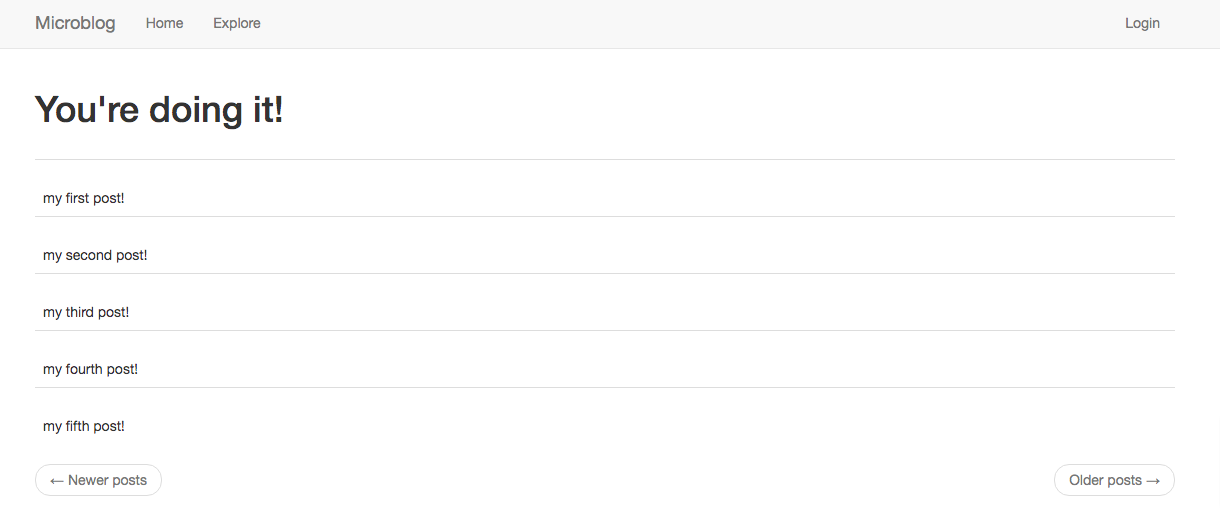 Microblog Home Explore Login
You're doing it!
my first post!
my second post!
my third post!
my fourth post!
my fifth post!
← Newer posts Older posts →